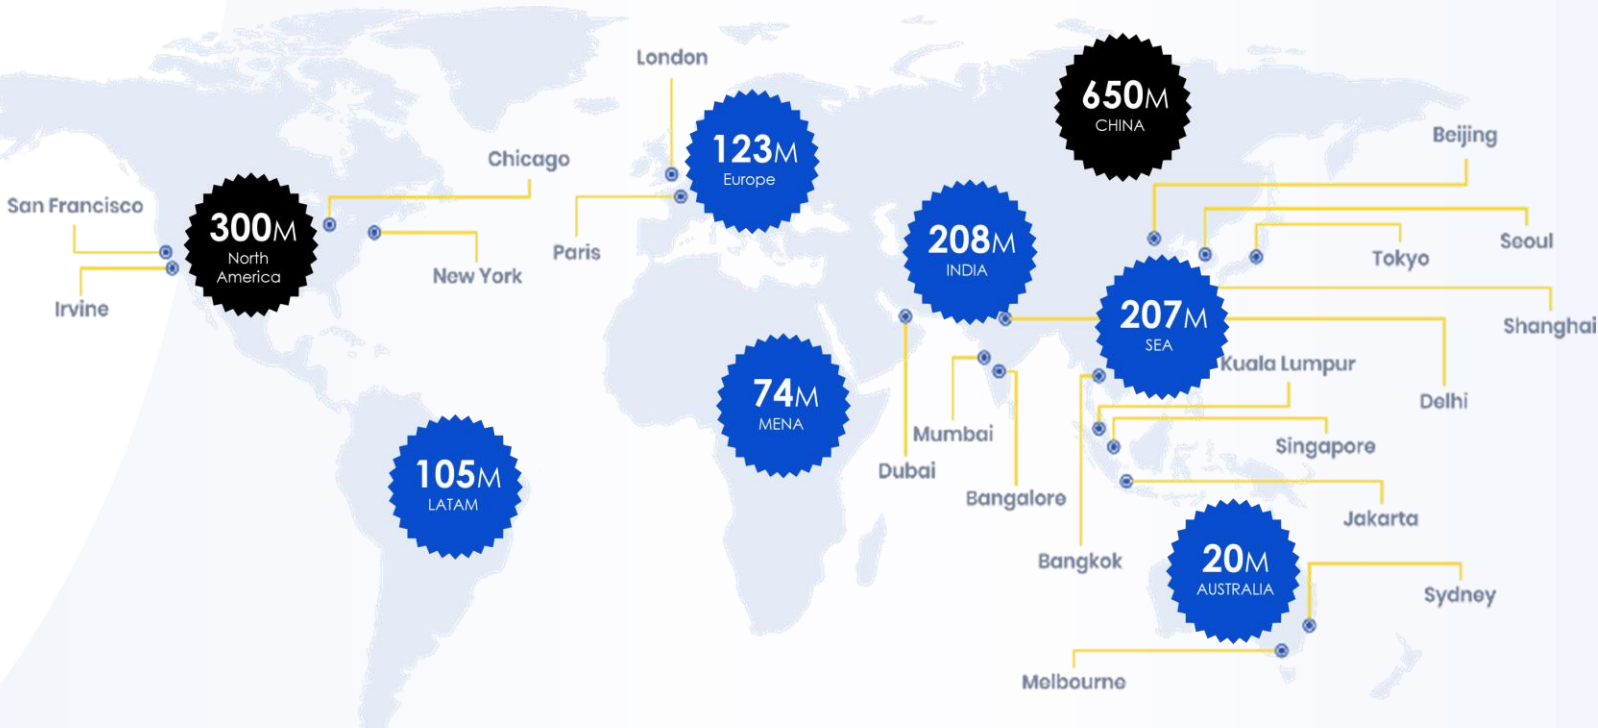 London
650M
CHINA
Beijing
123M
Europe
Chicago
San Francisco
300M
North
America
208M
INDIA
Seoul
Paris
Tokyo
New York
Irvine
207M
SEA
Shanghai
Kuala Lumpur
74M
MENA
Delhi
Mumbai
Singapore
Dubai
105M
LATAM
Bangalore
Jakarta
Bangkok
20M
AUSTRALIA
Sydney
Melbourne